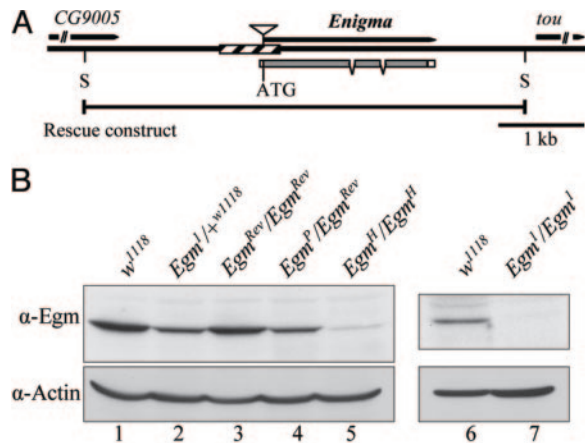 A
CG9005
Enigma
tou
S
ATG
S
Rescue construct
1 kb
B
w1118
Egm1/+w1118
EgmRev/EgmRev
EgmP/EgmRev
EgmH/EgmH
w1118
Egm1/Egm1
α-Egm
α-Actin
1 2 3 4 5 6 7